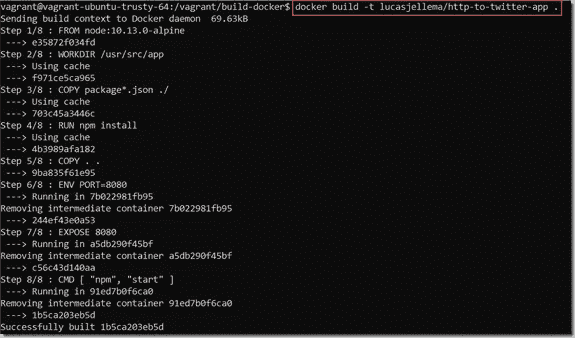 vagrant@vagrant-ubuntu-trusty-64:/vagrant/build-docker$ docker build -t lucasjellema/http-to-twitter-app .
Sending build context to Docker daemon  69.63kB
Step 1/8 : FROM node:10.13.0-alpine
 ---> e35872f034fd
Step 2/8 : WORKDIR /usr/src/app
 ---> Using cache
 ---> f971ce5ca965
Step 3/8 : COPY package*.json ./
 ---> Using cache
 ---> 703c45a3446c
Step 4/8 : RUN npm install
 ---> Using cache
 ---> 4b3989afa182
Step 5/8 : COPY . .
 ---> 9ba835f61e95
Step 6/8 : ENV PORT=8080
 ---> Running in 7b022981fb95
Removing intermediate container 7b022981fb95
 ---> 244ef43e0a53
Step 7/8 : EXPOSE 8080
 ---> Running in a5db290f45bf
Removing intermediate container a5db290f45bf
 ---> c56c43d140aa
Step 8/8 : CMD [ "npm", "start" ]
 ---> Running in 91ed7b0f6ca0
Removing intermediate container 91ed7b0f6ca0
 ---> 1b5ca203eb5d
Successfully built 1b5ca203eb5d